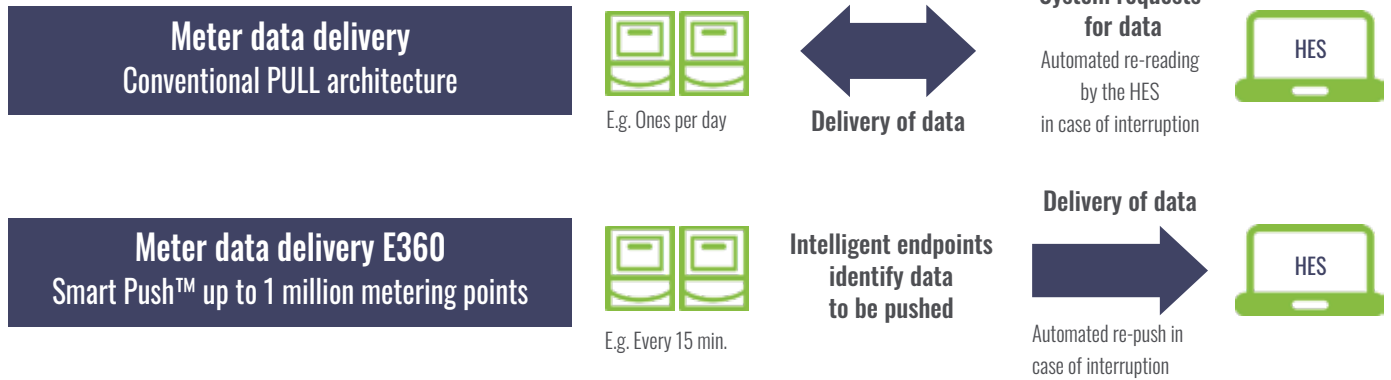 Meter data delivery
Conventional PULL architecture
E.g. Ones per day
Delivery of data
System requests
for data
Automated re-reading
by the HES
in case of interruption
HES
Meter data delivery E360
Smart Push™ up to 1 million metering points
E.g. Every 15 min.
Intelligent endpoints
identify data
to be pushed
Delivery of data
Automated re-push in
case of interruption
HES